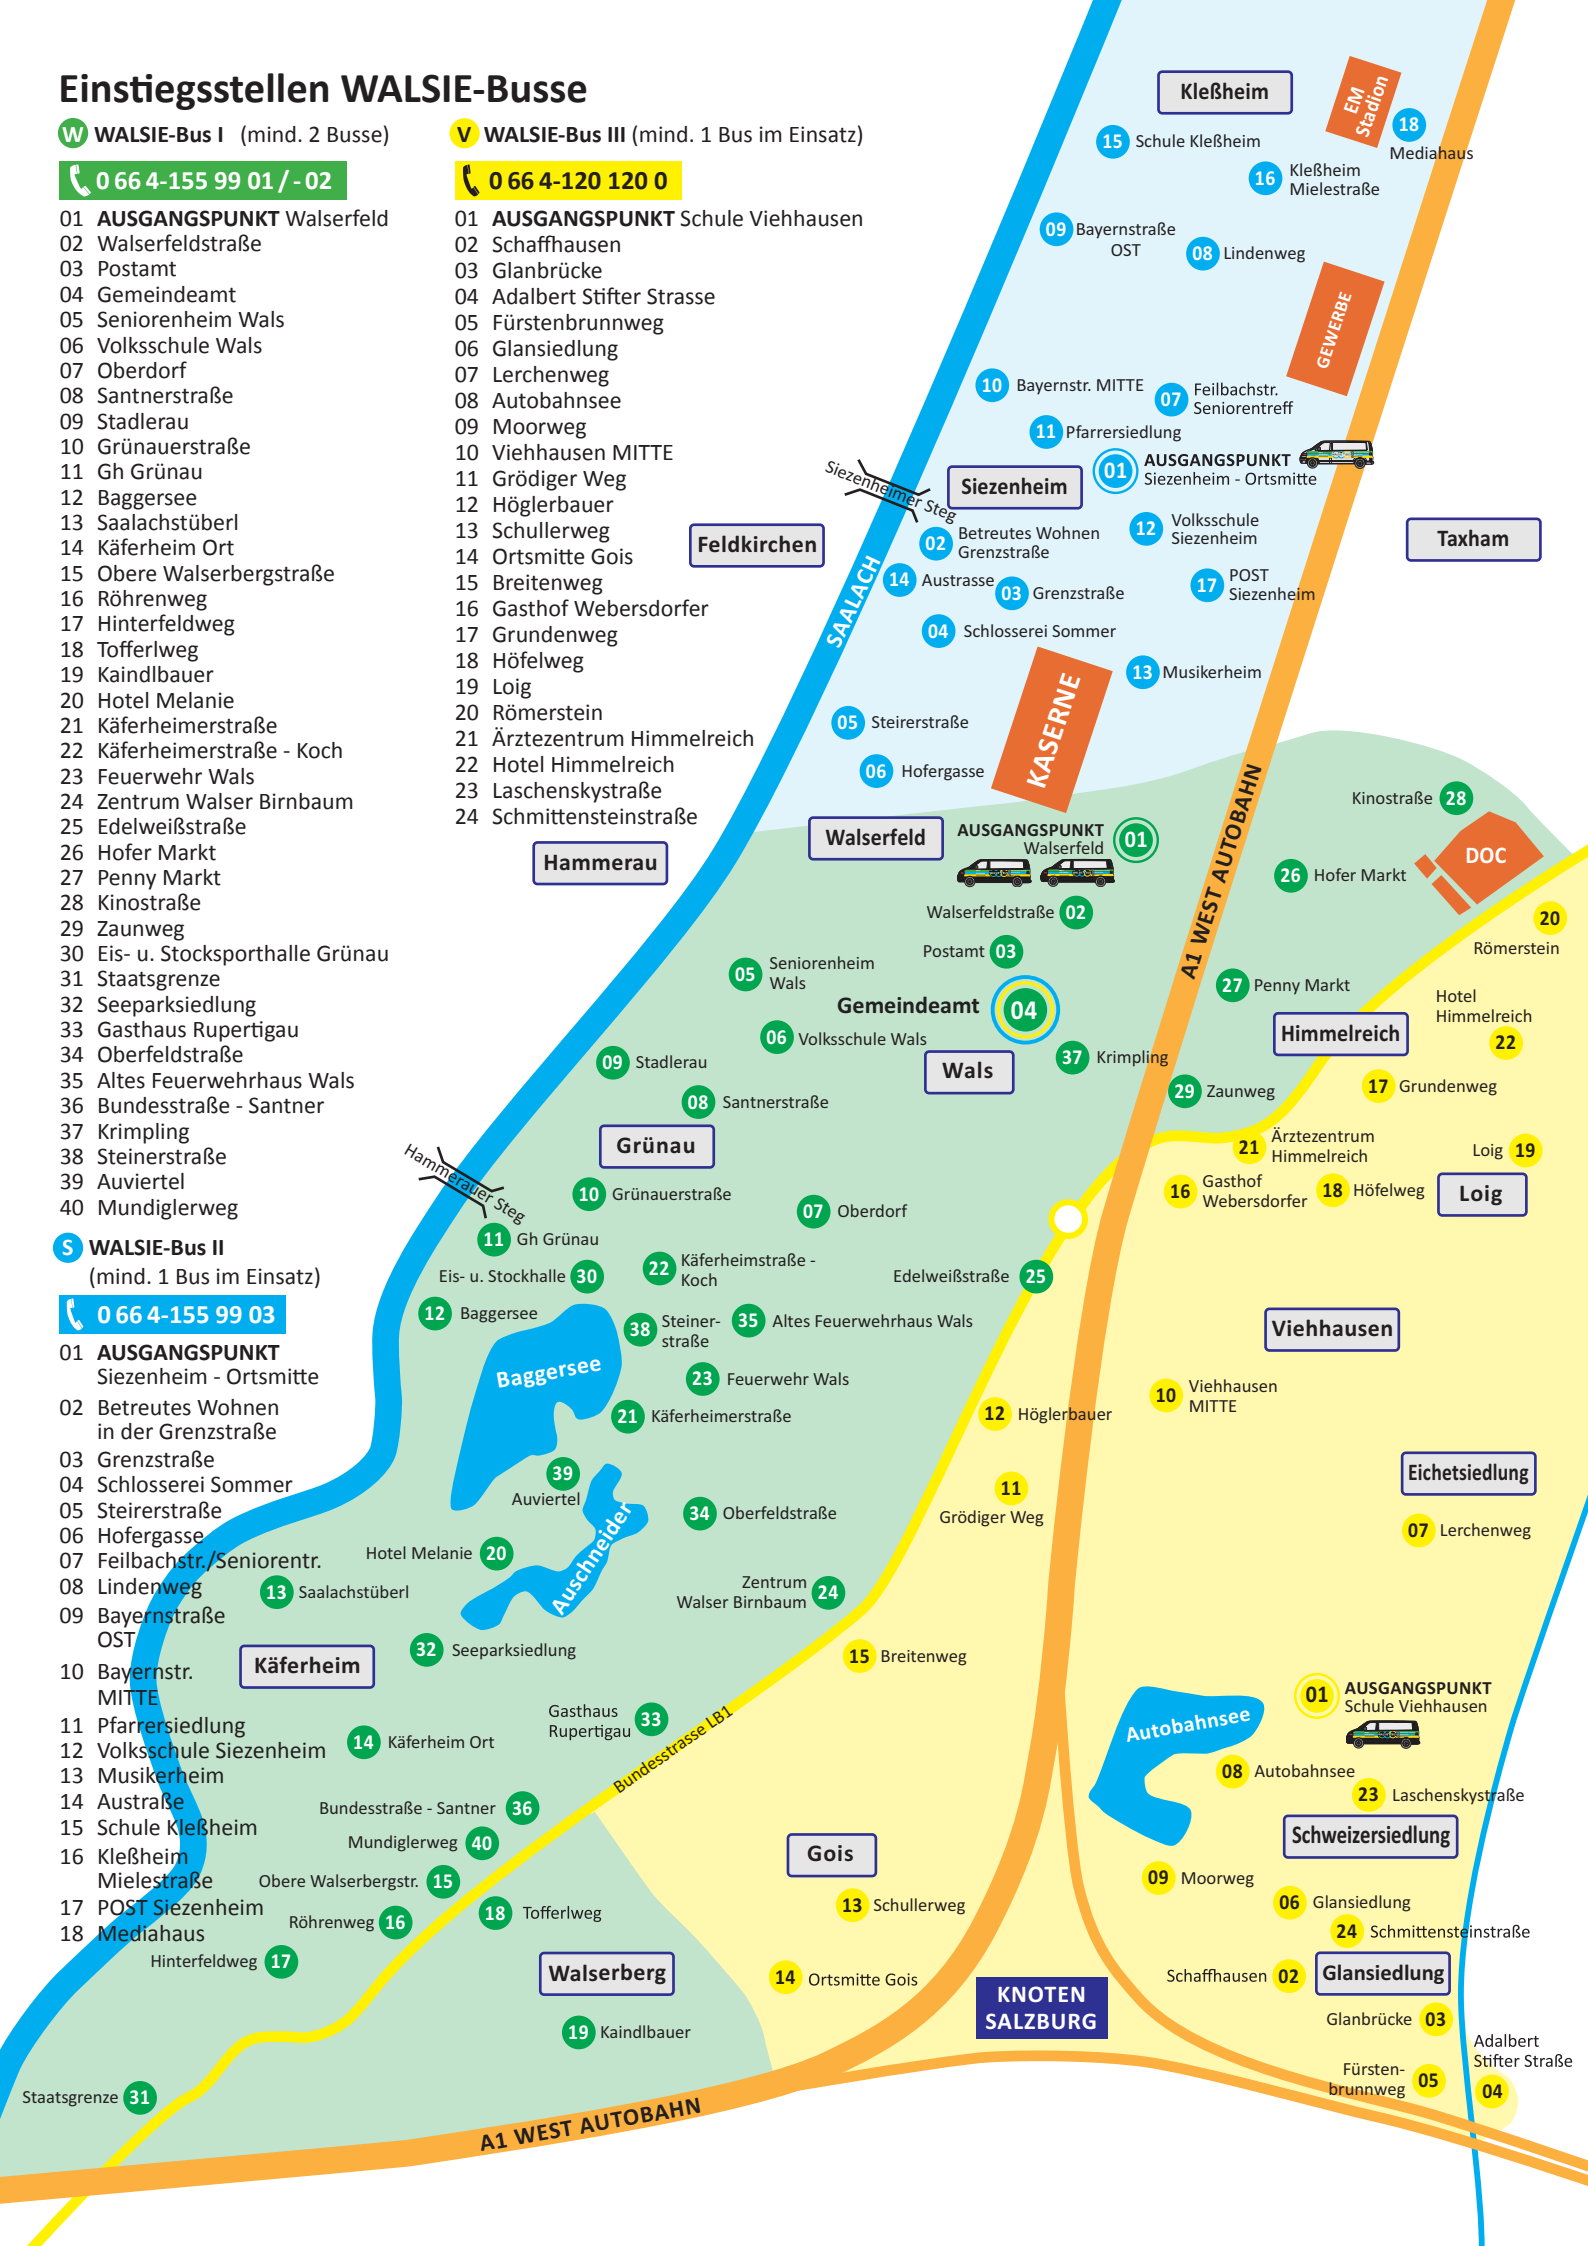 Einstiegsstellen WALSIE-Busse
W WALSIE-Bus I (mind. 2 Busse)
0 66 4-155 99 01 / - 02
01 AUSGANGSPUNKT Walserfeld
02 Walserfeldstraße
03 Postamt
04 Gemeindeamt
05 Seniorenheim Wals
06 Volksschule Wals
07 Oberdorf
08 Santnerstraße
09 Stadlerau
10 Grünauerstraße
11 Gh Grünau
12 Baggersee
13 Saalachstüberl
14 Käferheim Ort
15 Obere Walserbergstraße
16 Röhrenweg
17 Hinterfeldweg
18 Tofferlweg
19 Kaindlbauer
20 Hotel Melanie
21 Käferheimerstraße
22 Käferheimerstraße - Koch
23 Feuerwehr Wals
24 Zentrum Walser Birnbaum
25 Edelweißstraße
26 Hofer Markt
27 Penny Markt
28 Kinostraße
29 Zaunweg
30 Eis- u. Stocksporthalle Grünau
31 Staatsgrenze
32 Seeparksiedlung
33 Gasthaus Rupertigau
34 Oberfeldstraße
35 Altes Feuerwehrhaus Wals
36 Bundesstraße - Santner
37 Krimpling
38 Steinerstraße
39 Auviertel
40 Mundiglerweg
S WALSIE-Bus II
(mind. 1 Bus im Einsatz)
0 66 4-155 99 03
01 AUSGANGSPUNKT
Siezenheim - Ortsmitte
02 Betreutes Wohnen
in der Grenzstraße
03 Grenzstraße
04 Schlosserei Sommer
05 Steirerstraße
06 Hofergasse
07 Feilbachstr./Seniorentr.
08 Lindenweg
09 Bayernstraße
OST
10 Bayernstr.
MITTE
11 Pfarrersiedlung
12 Volksschule Siezenheim
13 Musikerheim
14 Austraße
15 Schule Kleßheim
16 Kleßheim
Mielestraße
17 POST Siezenheim
18 Mediahaus
V WALSIE-Bus III (mind. 1 Bus im Einsatz)
0 66 4-120 120 0
01 AUSGANGSPUNKT Schule Viehhausen
02 Schaffhausen
03 Glanbrücke
04 Adalbert Stifter Strasse
05 Fürstenbrunnweg
06 Glansiedlung
07 Lerchenweg
08 Autobahnsee
09 Moorweg
10 Viehhausen MITTE
11 Grödiger Weg
12 Höglerbauer
13 Schullerweg
14 Ortsmitte Gois
15 Breitenweg
16 Gasthof Webersdorfer
17 Grundenweg
18 Höfelweg
19 Loig
20 Römerstein
21 Ärztezentrum Himmelreich
22 Hotel Himmelreich
23 Laschenskystraße
24 Schmittensteinstraße
Kleßheim
EM
Stadion
18
Mediahaus
15 Schule Kleßheim
16 Kleßheim
Mielestraße
09 Bayernstraße
OST
08 Lindenweg
GEWERBE
10 Bayernstr. MITTE
07 Feilbachstr.
Seniorentreff
11 Pfarrersiedlung
01 AUSGANGSPUNKT
Siezenheim - Ortsmitte
Siezenheimer Steg
Siezenheim
Feldkirchen
Taxham
02 Betreutes Wohnen
Grenzstraße
12 Volksschule
Siezenheim
SAALACH
14 Austrasse
03 Grenzstraße
17 POST
Siezenheim
04 Schlosserei Sommer
KASERNE
13 Musikerheim
05 Steirerstraße
06 Hofergasse
Hammerau
Walserfeld
AUSGANGSPUNKT
Walserfeld 01
A1 WEST AUTOBAHN
Kinostraße 28
DOC
26 Hofer Markt
Walserfeldstraße 02
20
Römerstein
Postamt 03
05 Seniorenheim
Wals
27 Penny Markt
Gemeindeamt 04
Hotel
Himmelreich
22
06 Volksschule Wals
Himmelreich
09 Stadlerau
Wals
37 Krimpling
17 Grundenweg
08 Santnerstraße
29 Zaunweg
Grünau
21 Ärztezentrum
Himmelreich
Loig 19
Hammerauer Steg
10 Grünauerstraße
16 Gasthof
Webersdorfer
18 Höfelweg
Loig
07 Oberdorf
11 Gh Grünau
Eis- u. Stockhalle 30
22 Käferheimstraße -
Koch
Edelweißstraße 25
12 Baggersee
38 Steiner-
straße
35 Altes Feuerwehrhaus Wals
Viehhausen
Baggersee
23 Feuerwehr Wals
21 Käferheimerstraße
12 Höglerbauer
10 Viehhausen
MITTE
39
Auviertel
11
Grödiger Weg
Eichetsiedlung
Auschneider
34 Oberfeldstraße
07 Lerchenweg
Hotel Melanie 20
13 Saalachstüberl
Zentrum
Walser Birnbaum 24
32 Seeparksiedlung
15 Breitenweg
Käferheim
Gasthaus
Rupertigau 33
Bundesstrasse LB1
14 Käferheim Ort
01 AUSGANGSPUNKT
Schule Viehhausen
Autobahnsee
08 Autobahnsee
23 Laschenskystraße
Bundesstraße - Santner 36
Mundiglerweg 40
Schweizersiedlung
Gois
Obere Walserbergstr. 15
09 Moorweg
Röhrenweg 16
18 Tofferlweg
13 Schullerweg
06 Glansiedlung
24 Schmittensteinstraße
Hinterfeldweg 17
Walserberg
14 Ortsmitte Gois
Schaffhausen 02
Glansiedlung
KNOTEN
SALZBURG
19 Kaindlbauer
Glanbrücke 03
Adalbert
Stifter Straße
04
Fürsten-
brunnweg 05
Staatsgrenze 31
A1 WEST AUTOBAHN